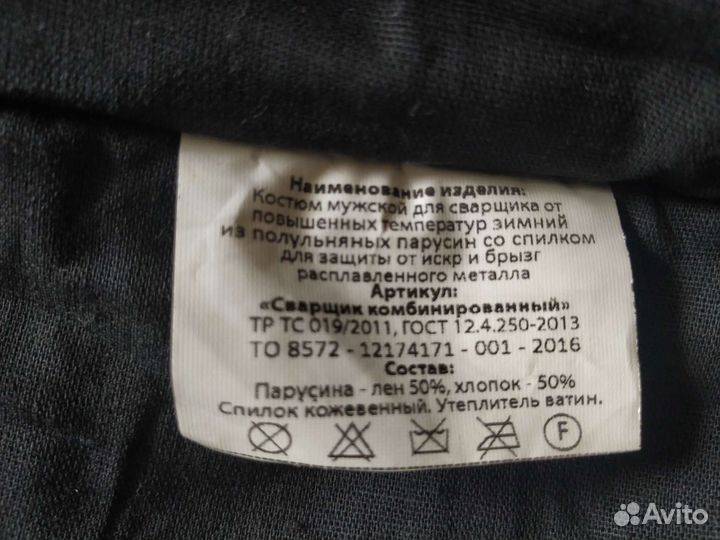 Наименование изделия:
Костюм мужской для сварщика от
повышенных температур зимний
из полульняных парусин со спилком
для защиты от искр и брызг
расплавленного металла
Артикул:
«Сварщик комбинированный»
ТР ТС 019/2011, ГОСТ 12.4.250-2013
ТО 8572 - 12174171 - 001 - 2016
Состав:
Парусина - лен 50%, хлопок - 50%
Спилок кожевенный. Утеплитель ватин.
F
Avito